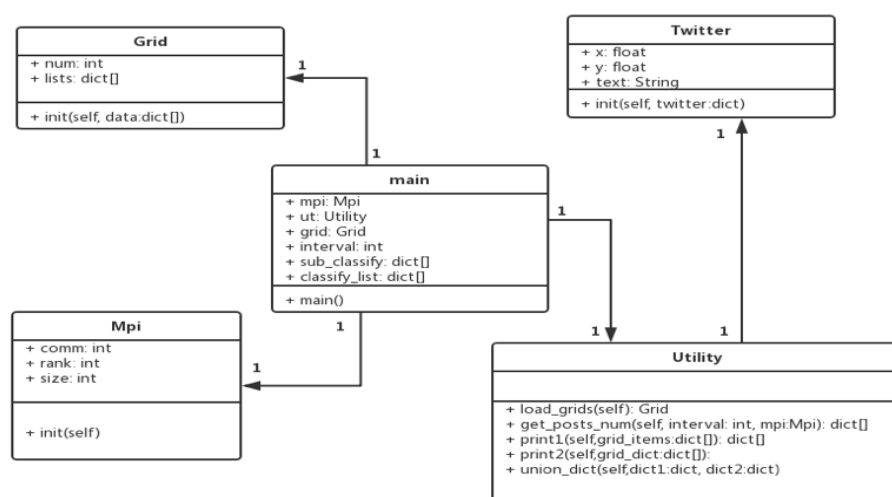 Grid
+ num: int
+ lists: dict[]
+ init(self, data:dict[])
1
1
Twitter
+ x: float
+ y: float
+ text: String
+ init(self, twitter:dict)
1
main
+ mpi: Mpi
+ ut: Utility
+ grid: Grid
+ interval: int
+ sub_classify: dict[]
+ classify_list: dict[]
+ main()
1
1
1
1
1
Mpi
+ comm: int
+ rank: int
+ size: int
+ init(self)
Utility
+ load_grids(self): Grid
+ get_posts_num(self, interval: int, mpi:Mpi): dict[]
+ print1(self,grid_items:dict[]): dict[]
+ print2(self,grid_dict:dict[]):
+ union_dict(self,dict1:dict, dict2:dict)